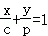 x/c + y/p = 1